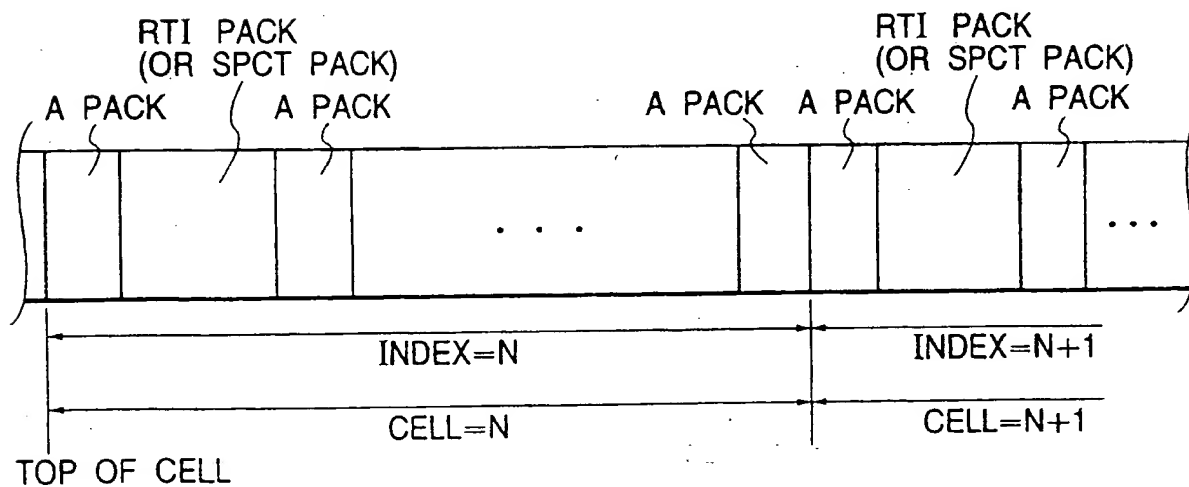 RTI PACK
(OR SPCT PACK)
RTI PACK
(OR SPCT PACK)
A PACK
A PACK
A PACK
A PACK
A PACK
. . .
...
INDEX=N
INDEX=N+1
CELL=N
CELL=N+1
TOP OF CELL